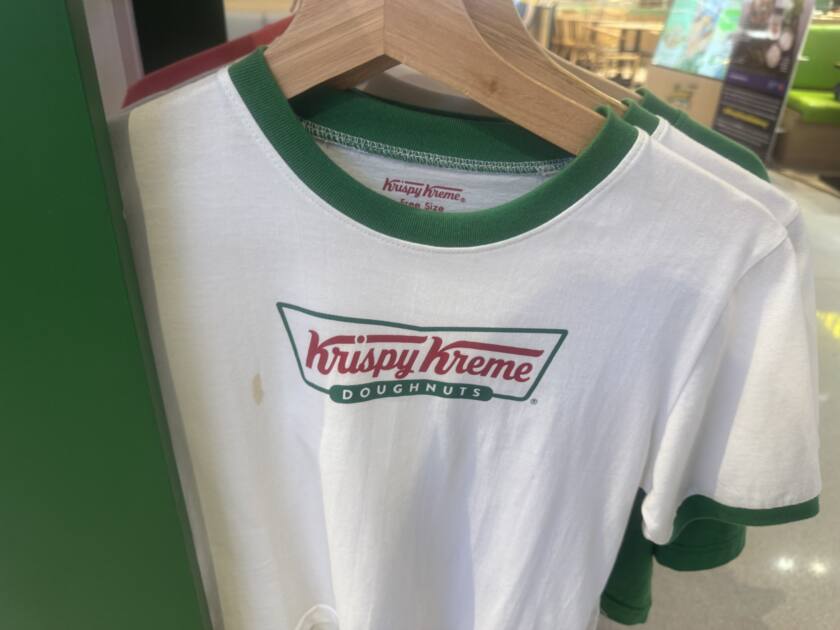 Krispy Kreme®
Free Size
Krispy Kreme
DOUGHNUTS
®